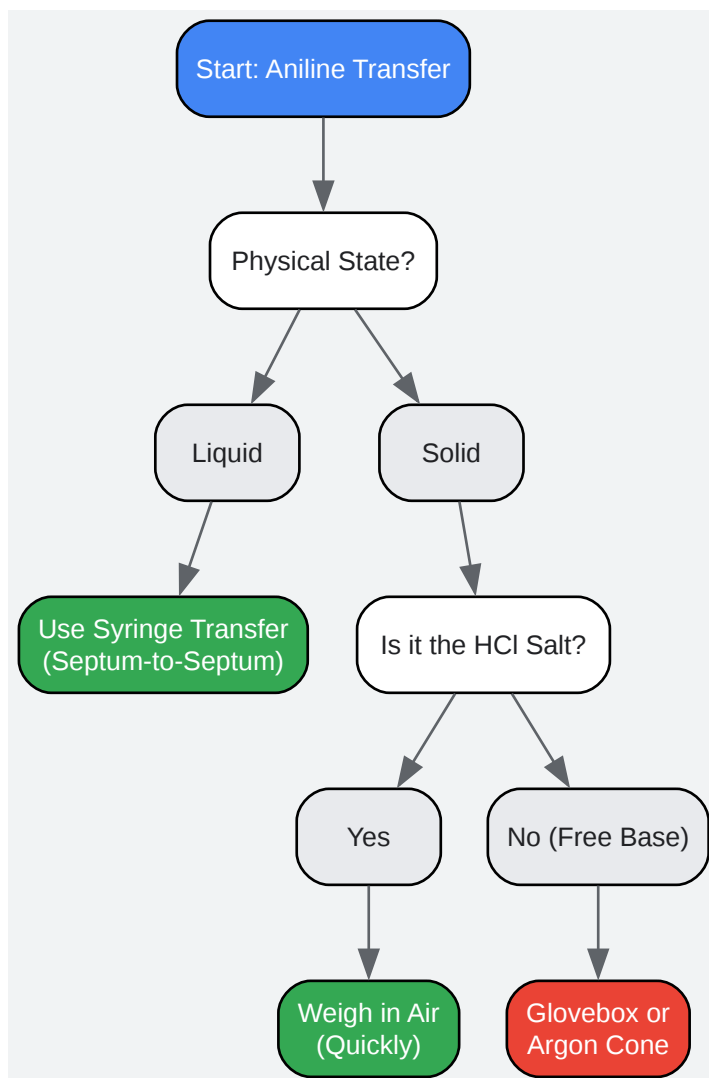 Start: Aniline Transfer
Physical State?
Liquid
Solid
Use Syringe Transfer
(Septum-to-Septum)
Is it the HCl Salt?
Yes
No (Free Base)
Weigh in Air
(Quickly)
Glovebox or
Argon Cone